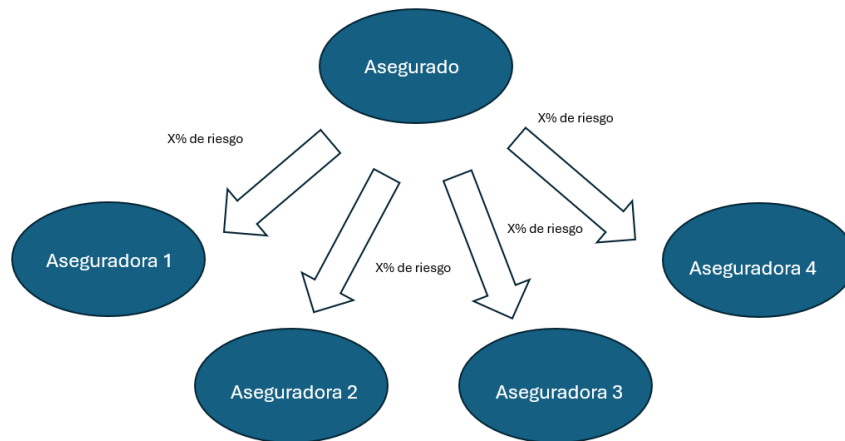 Asegurado
X% de riesgo
X% de riesgo
X% de riesgo
X% de riesgo
Aseguradora 1
Aseguradora 2
Aseguradora 3
Aseguradora 4